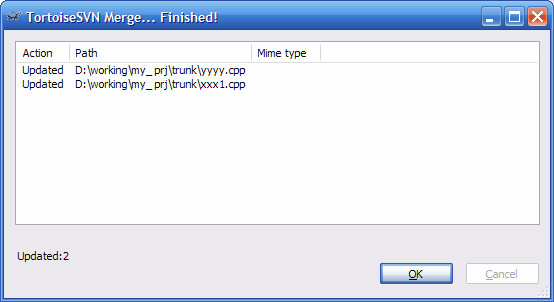 TortoiseSVN Merge... Finished!
Action Path Mime type
Updated D:\working\my_prj\trunk\yyyy.cpp
Updated D:\working\my_prj\trunk\xxx1.cpp
Updated:2
OK Cancel